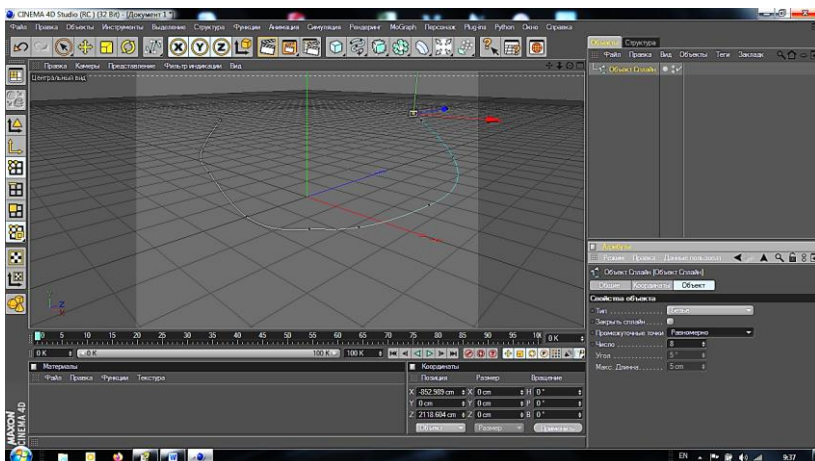 CINEMA 4D Studio (RC ) (32 Bit) - [Документ 1 *]
Файл Правка Объекты Инструменты Выделение Структура Функции Анимация Симуляция Рендеринг MoGraph Персонаж Plug-ins Python Окно Справка
Объекты Структура
Файл Правка Вид Объекты Теги Заклад
Объект Сплайн
Правка Камеры Представление Фильтр индикации Вид
Центральный вид
Z
X
0 5 10 15 20 25 30 35 40 45 50 55 60 65 70 75 80 85 90 95 10 0 K
0 K 0 K 100 K 100 K
Материалы
Файл Правка Функции Текстура
Координаты
Позиция Размер Вращение
X -852.989 cm X 0 cm H 0 °
Y 0 cm Y 0 cm P 0 °
Z 2118.604 cm Z 0 cm B 0 °
Объект Размер Применить
Атрибуты
Режим Правка Данные пользоват
Объект Сплайн [Объект Сплайн]
Общие Координаты Объект
Свойства объекта
Тип Безье
Закрыть сплайн
Промежуточные точки Равномерно
Число 8
Угол 5 °
Макс. Длинна 5 cm
MAXON
CINEMA 4D
EN 9:37